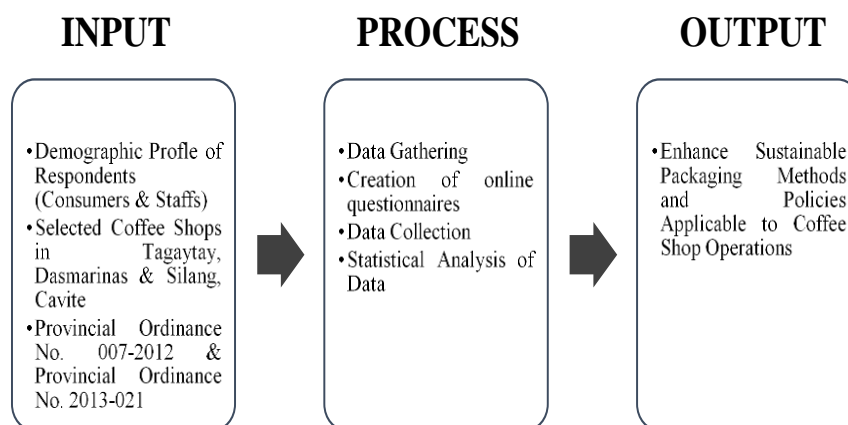 INPUT
PROCESS
OUTPUT
•Demographic Profle of
Respondents
(Consumers & Staffs)
•Selected Coffee Shops
in Tagaytay,
Dasmarinas & Silang,
Cavite
•Provincial Ordinance
No. 007-2012 &
Provincial Ordinance
No. 2013-021
•Data Gathering
•Creation of online
questionnaires
•Data Collection
•Statistical Analysis of
Data
•Enhance Sustainable
Packaging Methods
and Policies
Applicable to Coffee
Shop Operations